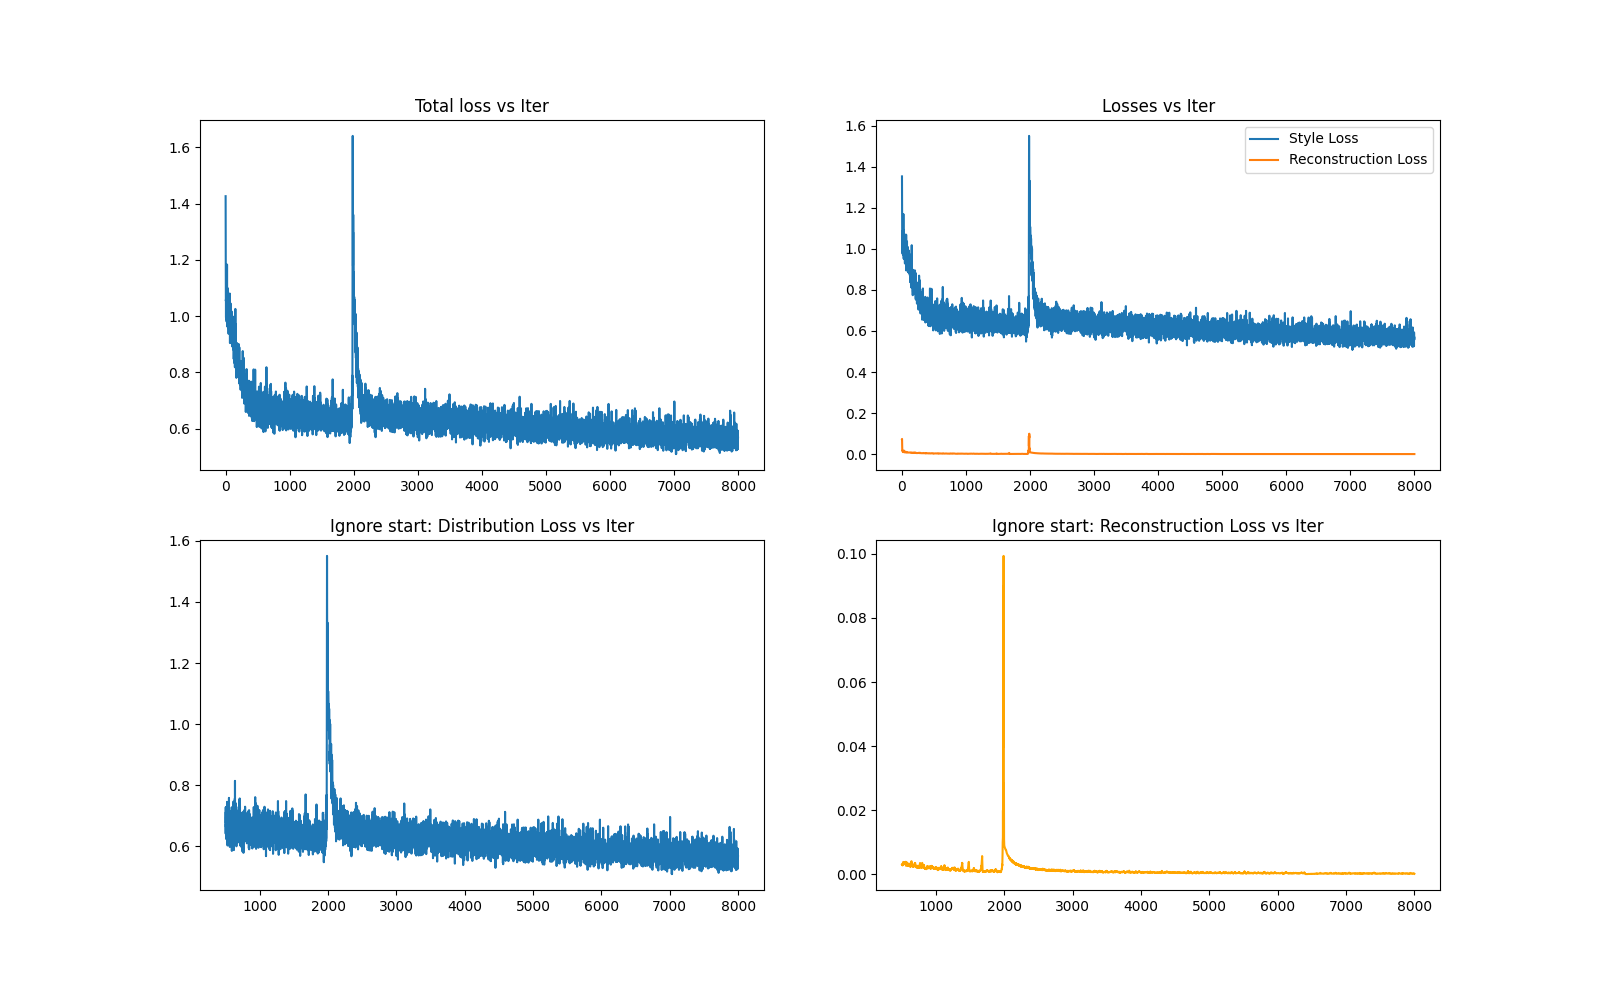 Total loss vs Iter
1.6
1.4
1.2
1.0
0.8
0.6
0 1000 2000 3000 4000 5000 6000 7000 8000
Losses vs Iter
Style Loss
Reconstruction Loss
1.6
1.4
1.2
1.0
0.8
0.6
0.4
0.2
0.0
0 1000 2000 3000 4000 5000 6000 7000 8000
Ignore start: Distribution Loss vs Iter
1.6
1.4
1.2
1.0
0.8
0.6
1000 2000 3000 4000 5000 6000 7000 8000
Ignore start: Reconstruction Loss vs Iter
0.10
0.08
0.06
0.04
0.02
0.00
1000 2000 3000 4000 5000 6000 7000 8000